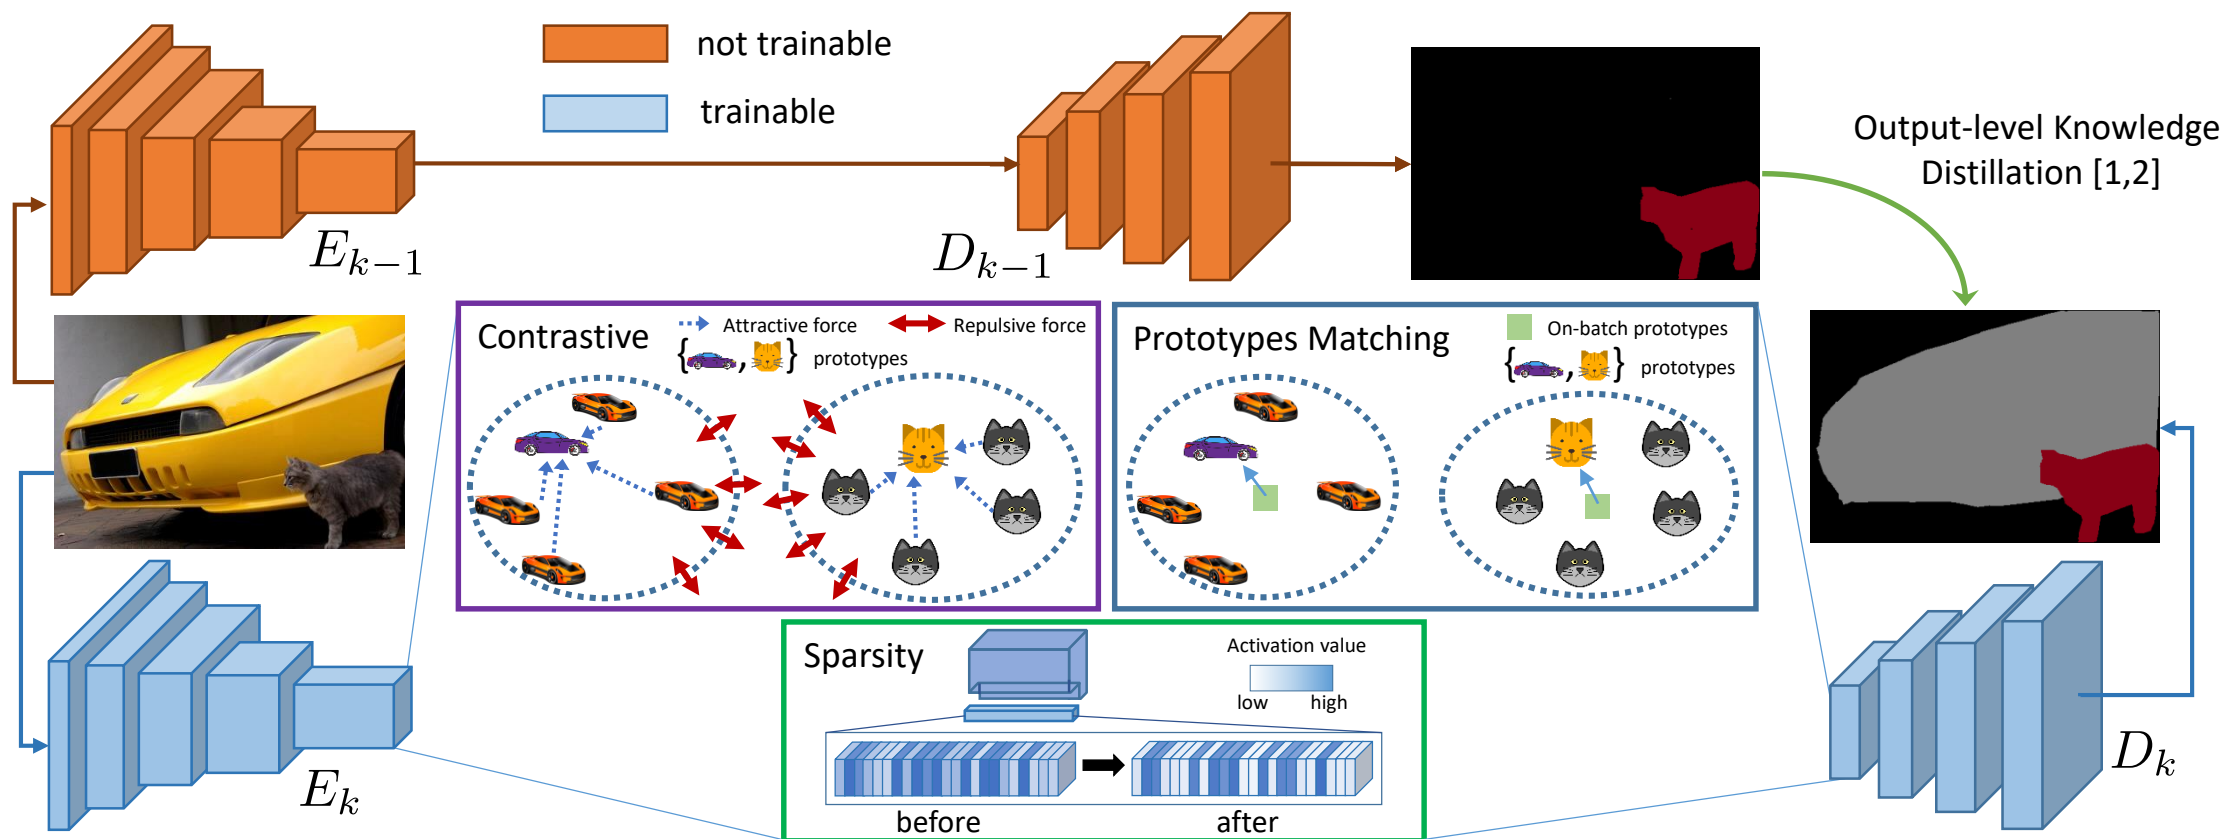 not trainable
trainable
Output-level Knowledge
Distillation [1,2]
E_{k-1}
D_{k-1}
Contrastive
Attractive force
Repulsive force
{ , } prototypes
Prototypes Matching
On-batch prototypes
{ , } prototypes
Sparsity
Activation value
low high
before after
E_k
D_k